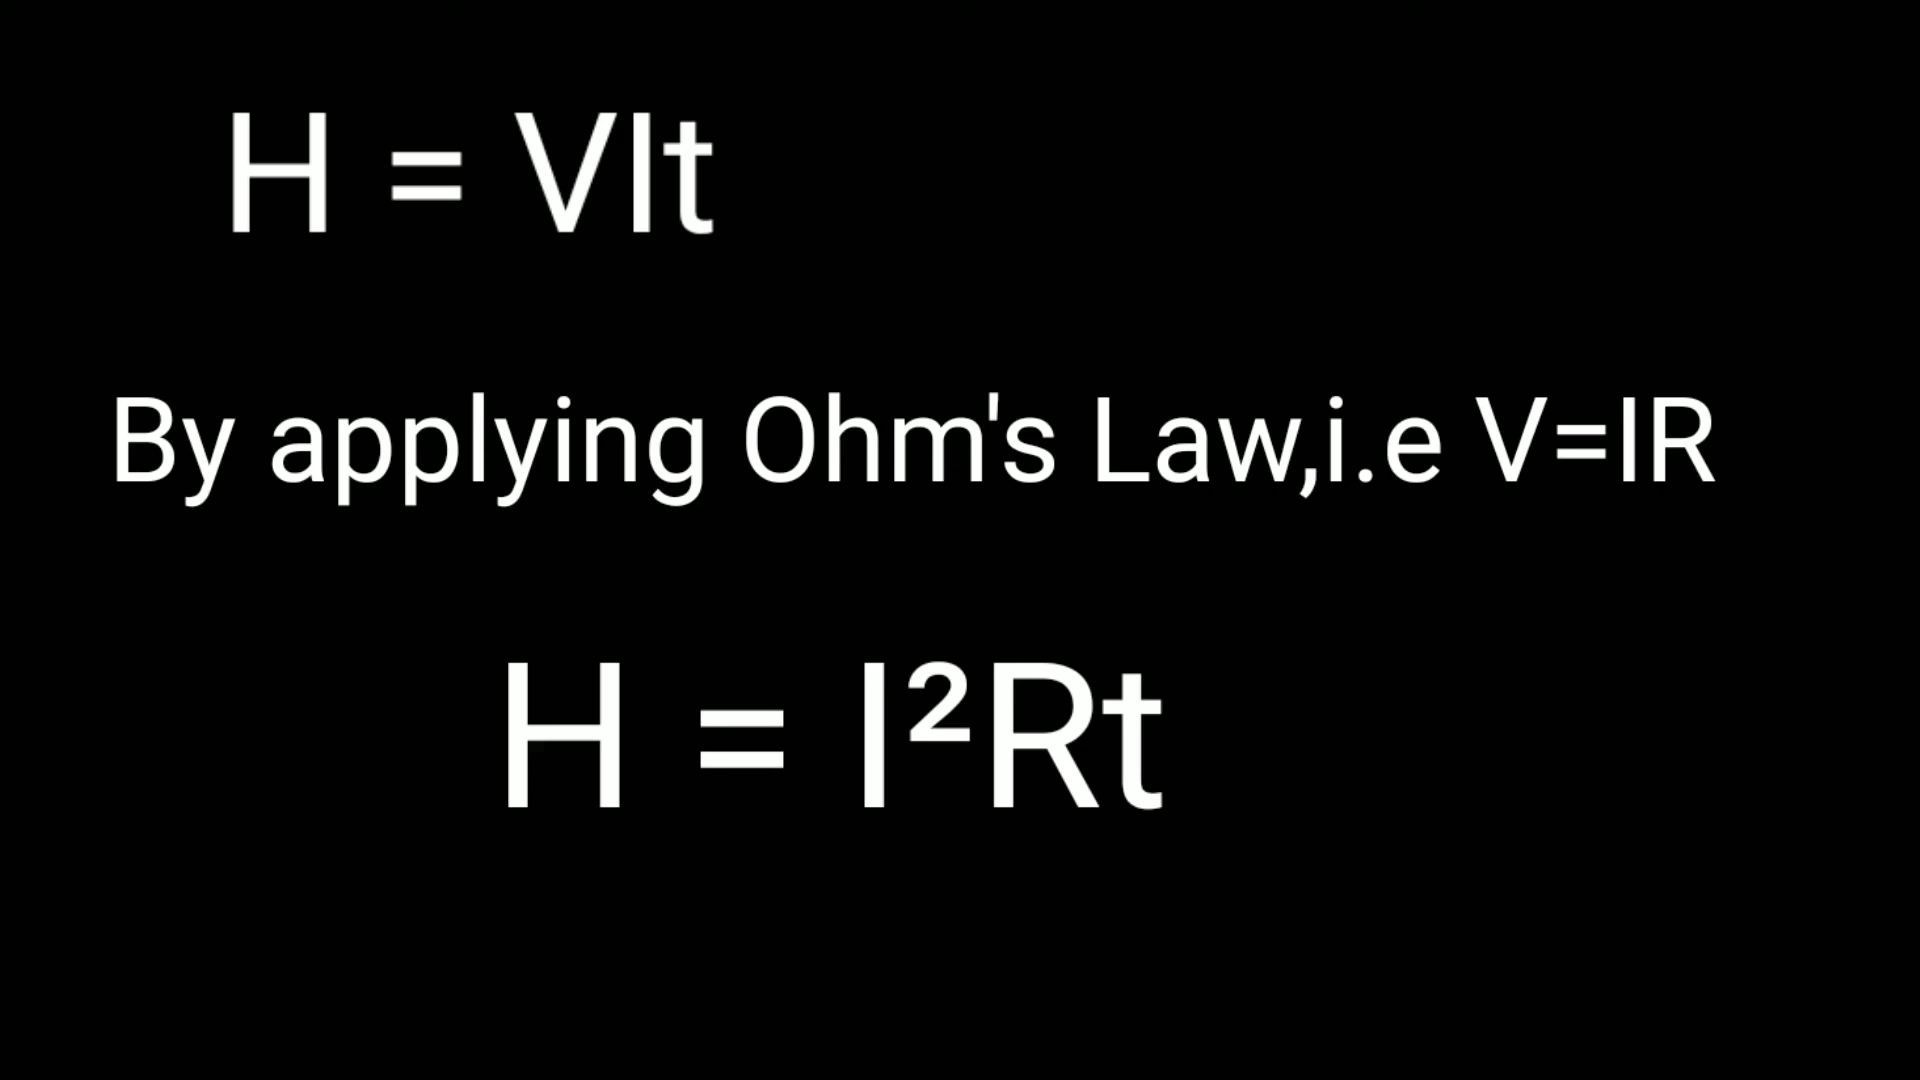 H = VIt
By applying Ohm's Law,i.e V=IR
H = I²Rt